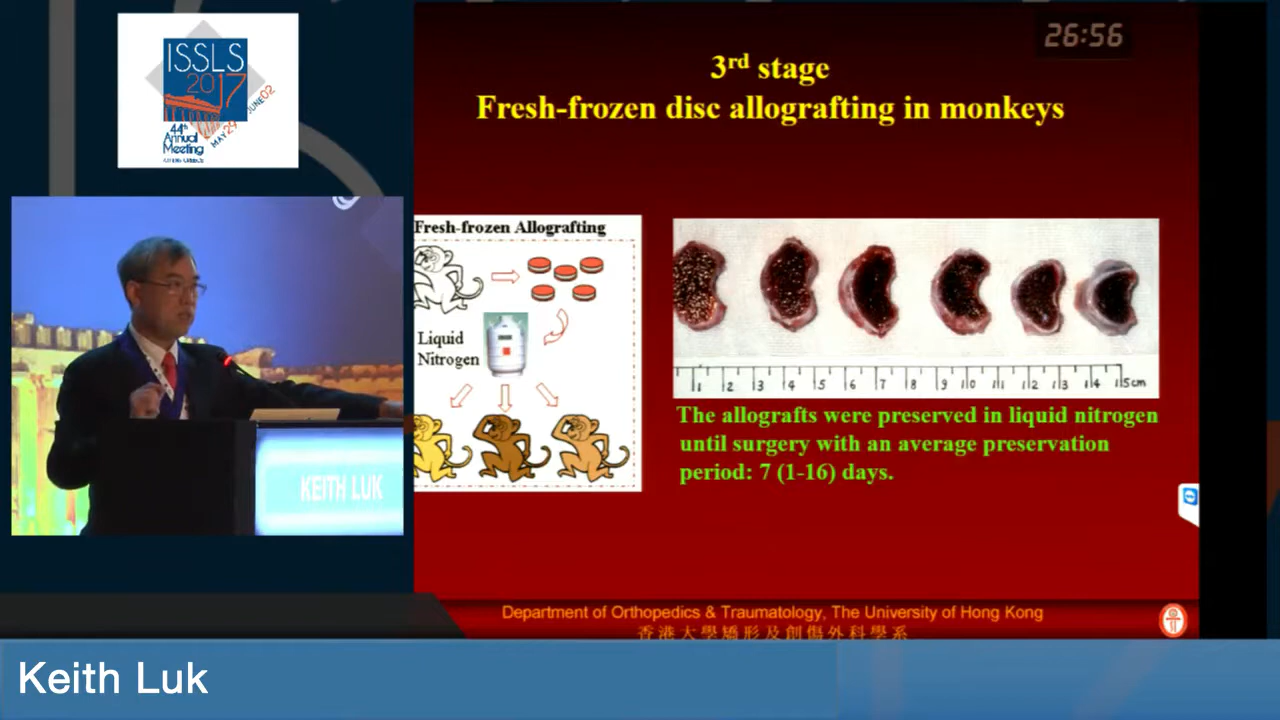 ISSLS
2017
44th
Annual
Meeting
MAY29
JUNE02
26:56
3rd stage
Fresh-frozen disc allografting in monkeys
Fresh-frozen Allografting
Liquid
Nitrogen
1 2 3 4 5 6 7 8 9 10 11 12 13 14 15cm
The allografts were preserved in liquid nitrogen
until surgery with an average preservation
period: 7 (1-16) days.
KEITH LUK
Department of Orthopedics & Traumatology, The University of Hong Kong
香港大學矯形及創傷外科學系
Keith Luk